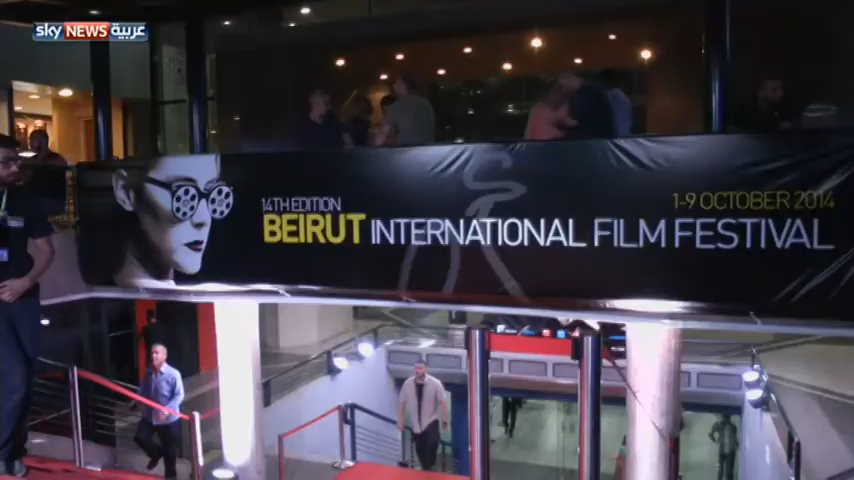 sky NEWS عربية
14TH EDITION
1-9 OCTOBER 2014
BEIRUT INTERNATIONAL FILM FESTIVAL